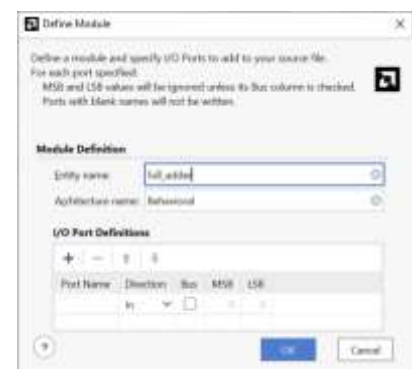 Define Module
Define a module and specify I/O Ports to add to your source file.
For each port specified:
MSB and LSB values will be ignored unless its Bus column is checked.
Ports with blank names will not be written.
Module Definition
Entity name: full_adder
Architecture name: Behavioral
I/O Port Definitions
+ −
Port Name Direction Bus MSB LSB
in
? OK Cancel